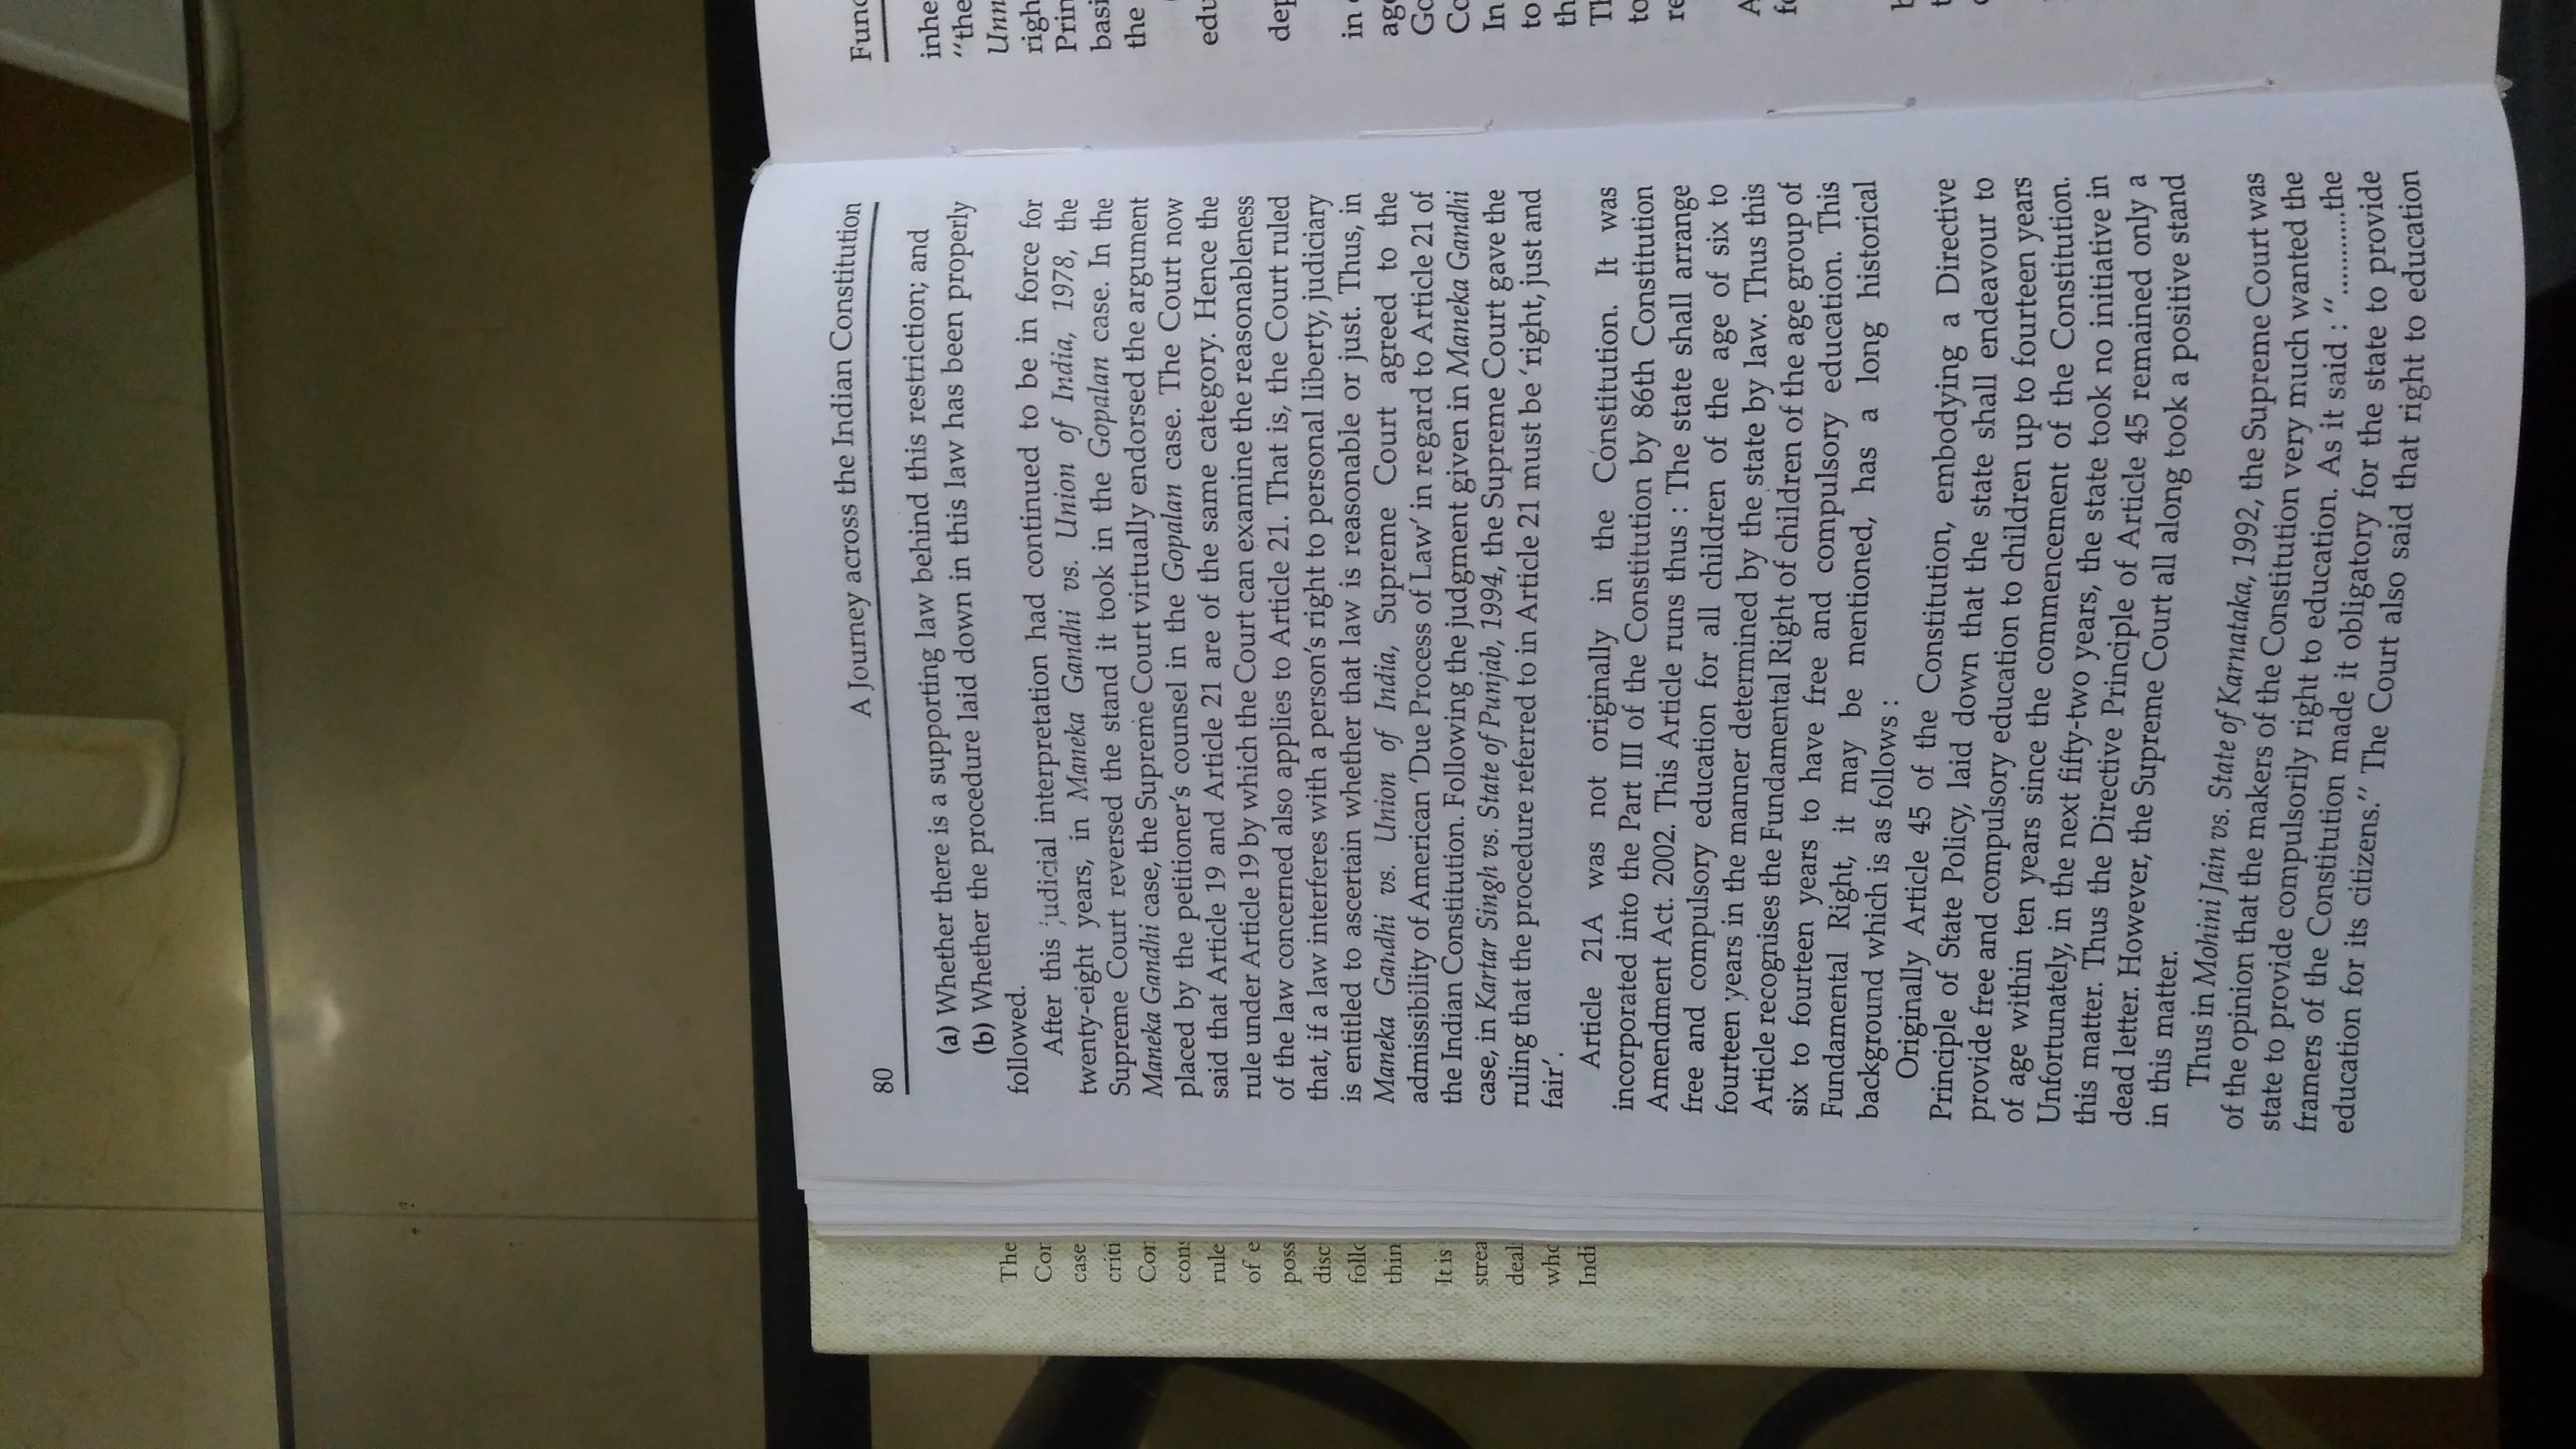 80 A Journey across the Indian Constitution
(a) Whether there is a supporting law behind this restriction; and
(b) Whether the procedure laid down in this law has been properly
followed.
After this judicial interpretation had continued to be in force for
twenty-eight years, in Maneka Gandhi vs. Union of India, 1978, the
Supreme Court reversed the stand it took in the Gopalan case. In the
Maneka Gandhi case, the Supreme Court virtually endorsed the argument
placed by the petitioner's counsel in the Gopalan case. The Court now
said that Article 19 and Article 21 are of the same category. Hence the
rule under Article 19 by which the Court can examine the reasonableness
of the law concerned also applies to Article 21. That is, the Court ruled
that, if a law interferes with a person's right to personal liberty, judiciary
is entitled to ascertain whether that law is reasonable or just. Thus, in
Maneka Gandhi vs. Union of India, Supreme Court agreed to the
admissibility of American 'Due Process of Law' in regard to Article 21 of
the Indian Constitution. Following the judgment given in Maneka Gandhi
case, in Kartar Singh vs. State of Punjab, 1994, the Supreme Court gave the
ruling that the procedure referred to in Article 21 must be 'right, just and
fair'.
Article 21A was not originally in the Constitution. It was
incorporated into the Part III of the Constitution by 86th Constitution
Amendment Act. 2002. This Article runs thus : The state shall arrange
free and compulsory education for all children of the age of six to
fourteen years in the manner determined by the state by law. Thus this
Article recognises the Fundamental Right of children of the age group of
six to fourteen years to have free and compulsory education. This
Fundamental Right, it may be mentioned, has a long historical
background which is as follows :
Originally Article 45 of the Constitution, embodying a Directive
Principle of State Policy, laid down that the state shall endeavour to
provide free and compulsory education to children up to fourteen years
of age within ten years since the commencement of the Constitution.
Unfortunately, in the next fifty-two years, the state took no initiative in
this matter. Thus the Directive Principle of Article 45 remained only a
dead letter. However, the Supreme Court all along took a positive stand
in this matter.
Thus in Mohini Jain vs. State of Karnataka, 1992, the Supreme Court was
of the opinion that the makers of the Constitution very much wanted the
state to provide compulsorily right to education. As it said : "...........the
framers of the Constitution made it obligatory for the state to provide
education for its citizens." The Court also said that right to education
The
case
rule
of e
It is
inhe
"the
the
in
to
In